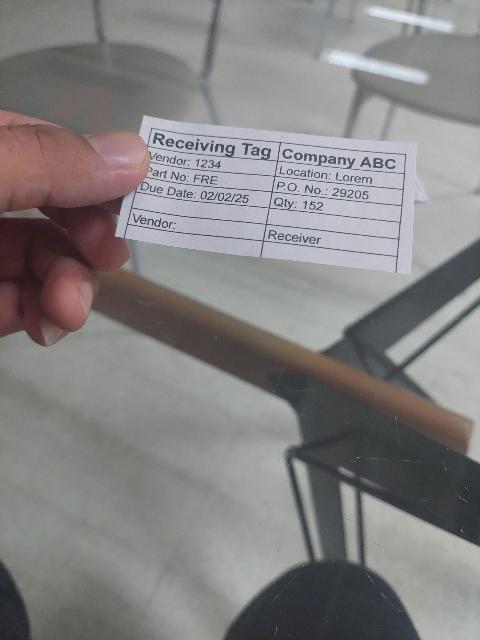 Receiving Tag
Company ABC
Vendor: 1234
Location: Lorem
Part No: FRE
P.O. No.: 29205
Due Date: 02/02/25
Qty: 152
Vendor:
Receiver